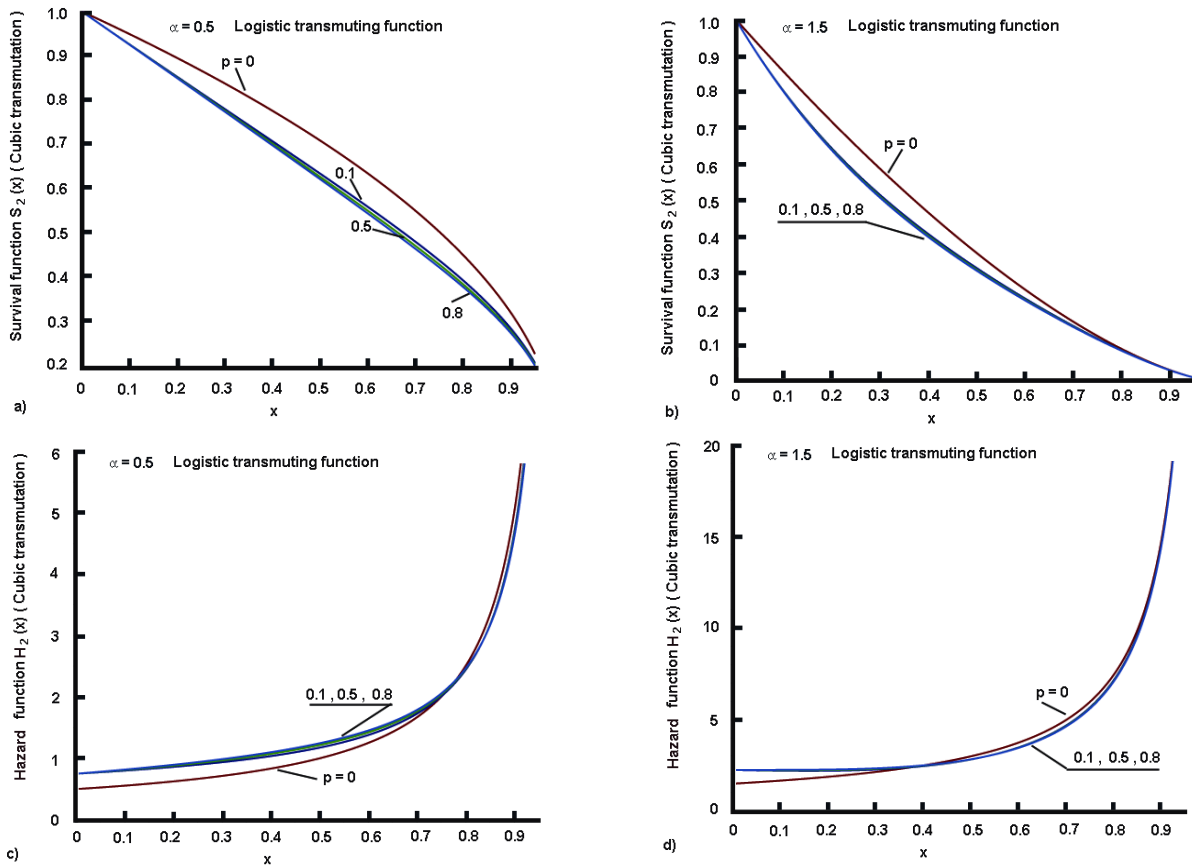 α = 0.5 Logistic transmuting function
Survival function S 2 (x) ( Cubic transmutation )
1.0
0.9
0.8
0.7
0.6
0.5
0.4
0.3
0.2
p = 0
0.1
0.5
0.8
0 0.1 0.2 0.3 0.4 0.5 0.6 0.7 0.8 0.9
x
a)
α = 1.5 Logistic transmuting function
Survival function S 2 (x) ( Cubic transmutation )
1.0
0.9
0.8
0.7
0.6
0.5
0.4
0.3
0.2
0.1
0
p = 0
0.1 , 0.5 , 0.8
0 0.1 0.2 0.3 0.4 0.5 0.6 0.7 0.8 0.9
x
b)
α = 0.5 Logistic transmuting function
Hazard function H 2 (x) ( Cubic transmutation )
6
5
4
3
2
1
0
0.1 , 0.5 , 0.8
p = 0
0 0.1 0.2 0.3 0.4 0.5 0.6 0.7 0.8 0.9
x
c)
α = 1.5 Logistic transmuting function
Hazard function H 2 (x) ( Cubic transmutation )
20
15
10
5
0
p = 0
0.1 , 0.5 , 0.8
0 0.1 0.2 0.3 0.4 0.5 0.6 0.7 0.8 0.9
x
d)